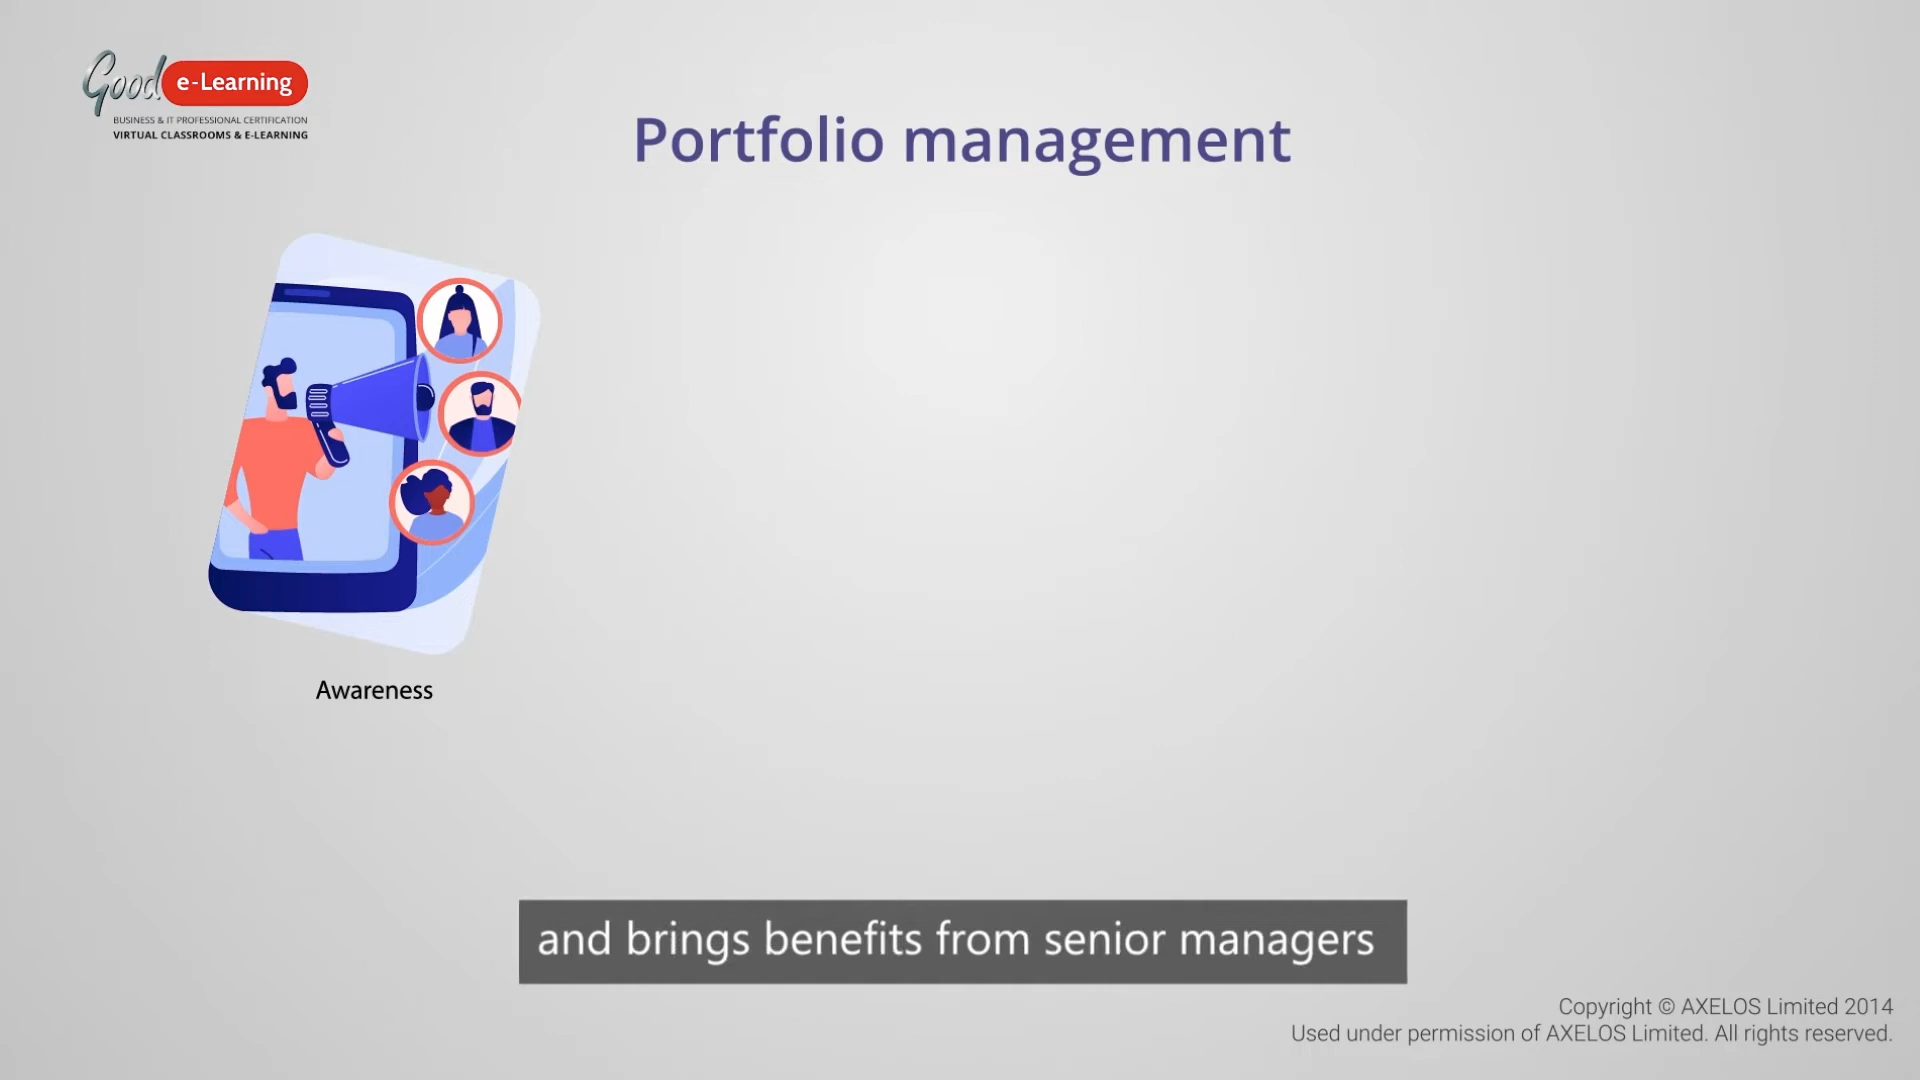 Good e-Learning
BUSINESS & IT PROFESSIONAL CERTIFICATION
VIRTUAL CLASSROOMS & E-LEARNING
Portfolio management
Awareness
and brings benefits from senior managers
Copyright © AXELOS Limited 2014
Used under permission of AXELOS Limited. All rights reserved.